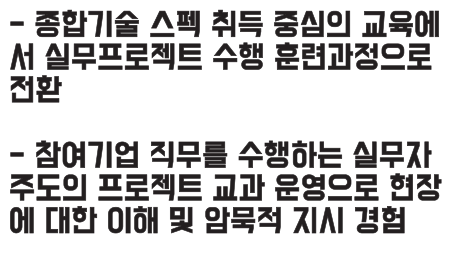 - 종합기술 스펙 취득 중심의 교육에
서 실무프로젝트 수행 훈련과정으로
전환
- 참여기업 직무를 수행하는 실무자
주도의 프로젝트 교과 운영으로 현장
에 대한 이해 및 암묵적 지시 경험